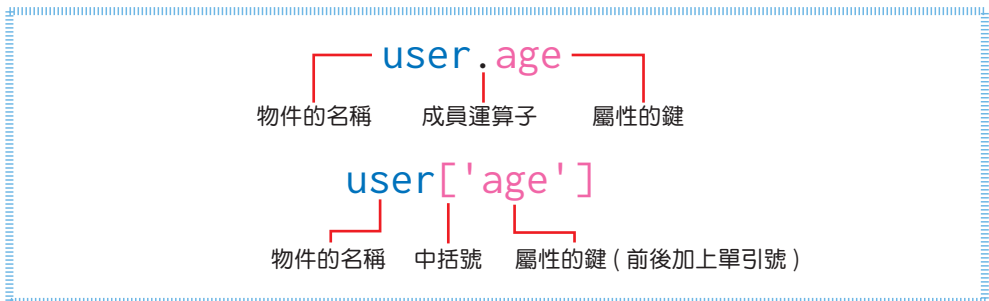 user.age
物件的名稱 成員運算子 屬性的鍵
user['age']
物件的名稱 中括號 屬性的鍵 ( 前後加上單引號 )